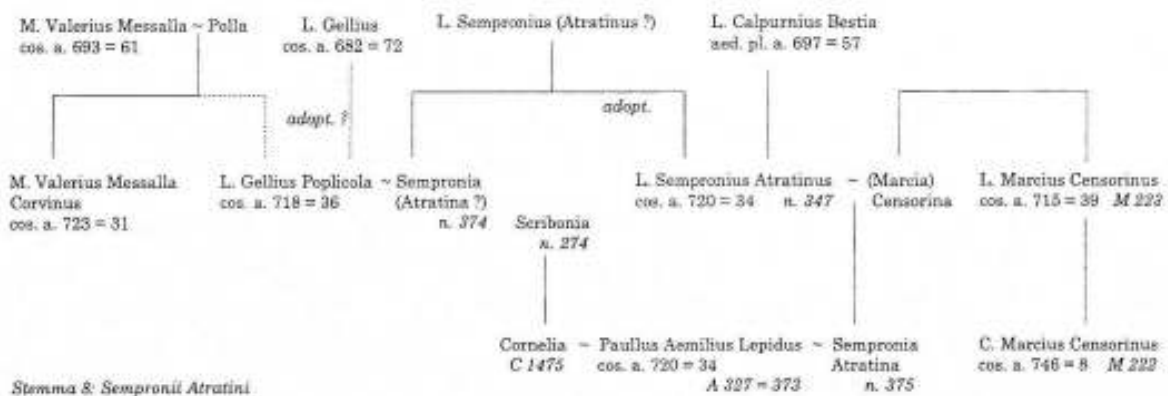 M. Valerius Messalla ~ Polla
cos. a. 693 = 61
L. Gellius
cos. a. 682 = 72
L. Sempronius (Atratinus ?)
L. Calpurnius Bestia
aed. pl. a. 697 = 57
adopt. ?
adopt.
M. Valerius Messalla
Corvinus
cos. a. 723 = 31
L. Gellius Poplicola ~ Sempronia
cos. a. 718 = 36
(Atratina ?)
n. 374
Scribonia
n. 274
L. Sempronius Atratinus ~ (Marcia)
cos. a. 720 = 34 n. 347
Censorina
L. Marcius Censorinus
cos. a. 715 = 39 M 223
Cornelia ~ Paullus Aemilius Lepidus ~ Sempronia
C 1475
cos. a. 720 = 34
A 327 = 373
Atratina
n. 375
C. Marcius Censorinus
cos. a. 746 = 8 M 222
Stemma 8: Sempronii Atratini